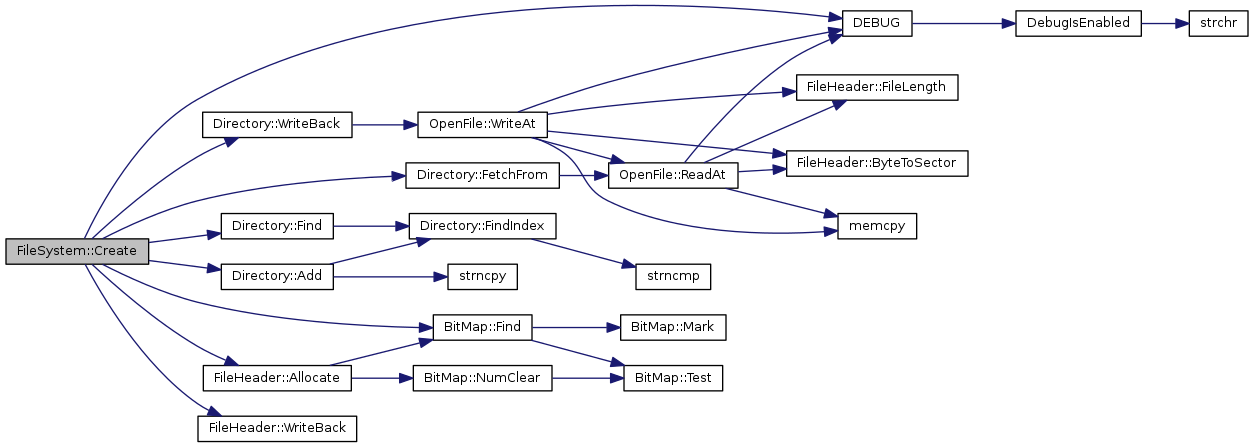 FileSystem::Create
Directory::WriteBack
Directory::Find
Directory::Add
FileHeader::Allocate
FileHeader::WriteBack
OpenFile::WriteAt
Directory::FetchFrom
Directory::FindIndex
strncpy
BitMap::Find
BitMap::NumClear
OpenFile::ReadAt
strncmp
BitMap::Mark
BitMap::Test
DEBUG
FileHeader::FileLength
FileHeader::ByteToSector
memcpy
DebugIsEnabled
strchr